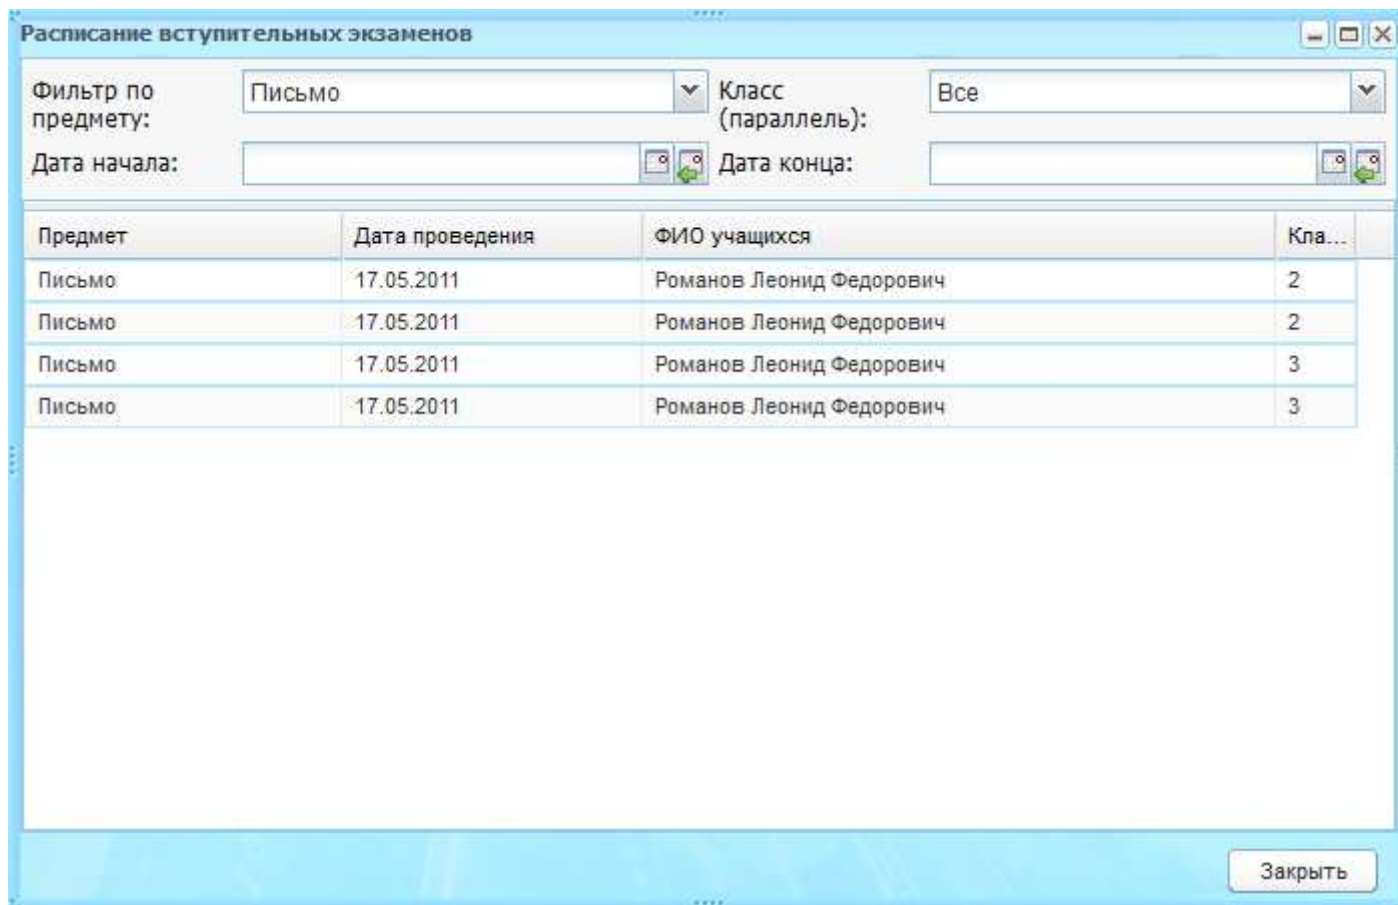 Расписание вступительных экзаменов
Фильтр по предмету: Письмо Класс (параллель): Все
Дата начала: Дата конца:
Предмет Дата проведения ФИО учащихся Кла...
Письмо 17.05.2011 Романов Леонид Федорович 2
Письмо 17.05.2011 Романов Леонид Федорович 2
Письмо 17.05.2011 Романов Леонид Федорович 3
Письмо 17.05.2011 Романов Леонид Федорович 3
Закрыть